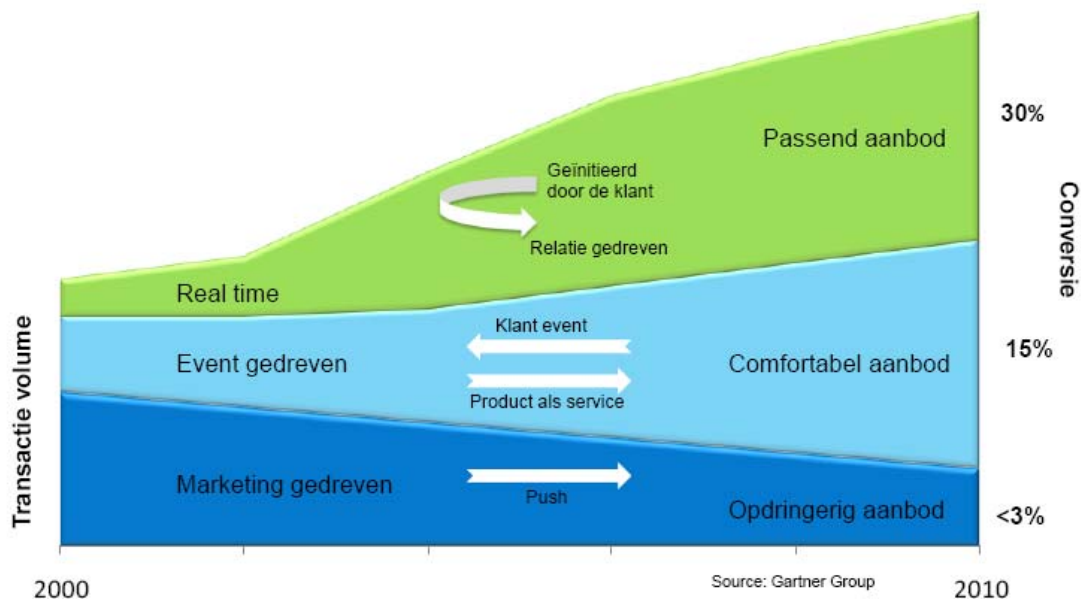 30%
Passend aanbod
Geïnitieerd
door de klant
Relatie gedreven
Conversie
Real time
Transactie volume
Klant event
15%
Event gedreven
Comfortabel aanbod
Product als service
Marketing gedreven
Push
Opdringerig aanbod
<3%
Source: Gartner Group
2000
2010